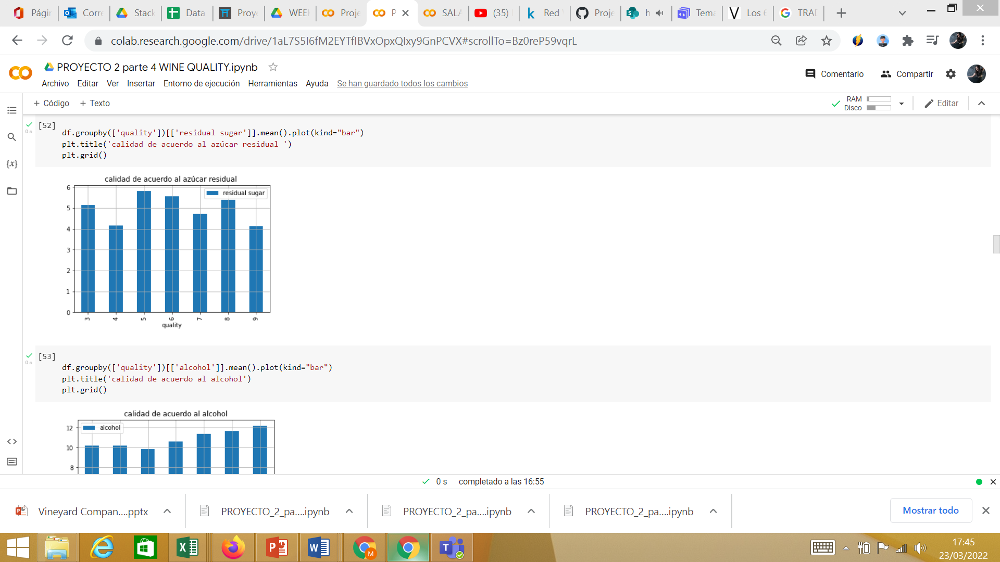 Págir
Corre
Stack
Data
Proye
WEE
Proje
P
SALA
(35)
Red
Proje
h
Tema
Los 6
TRAD
colab.research.google.com/drive/1aL7S5I6fM2EYTfIBVxOpxQIxy9GnPCVX#scrollTo=Bz0reP59vqrL
PROYECTO 2 parte 4 WINE QUALITY.ipynb
Comentario
Compartir
Archivo Editar Ver Insertar Entorno de ejecución Herramientas Ayuda Se han guardado todos los cambios
+ Código + Texto
RAM
Disco
Editar
[52]
0 s
df.groupby(['quality'])[['residual sugar']].mean().plot(kind="bar")
plt.title('calidad de acuerdo al azúcar residual ')
plt.grid()
{x}
calidad de acuerdo al azúcar residual
residual sugar
6
5
4
3
2
1
0
3 4 5 6 7 8 9
quality
[53]
0 s
df.groupby(['quality'])[['alcohol']].mean().plot(kind="bar")
plt.title('calidad de acuerdo al alcohol')
plt.grid()
calidad de acuerdo al alcohol
alcohol
12
10
8
0 s completado a las 16:55
Vineyard Compan....pptx
PROYECTO_2_pa....ipynb
PROYECTO_2_pa....ipynb
PROYECTO_2_pa....ipynb
Mostrar todo
17:45
23/03/2022